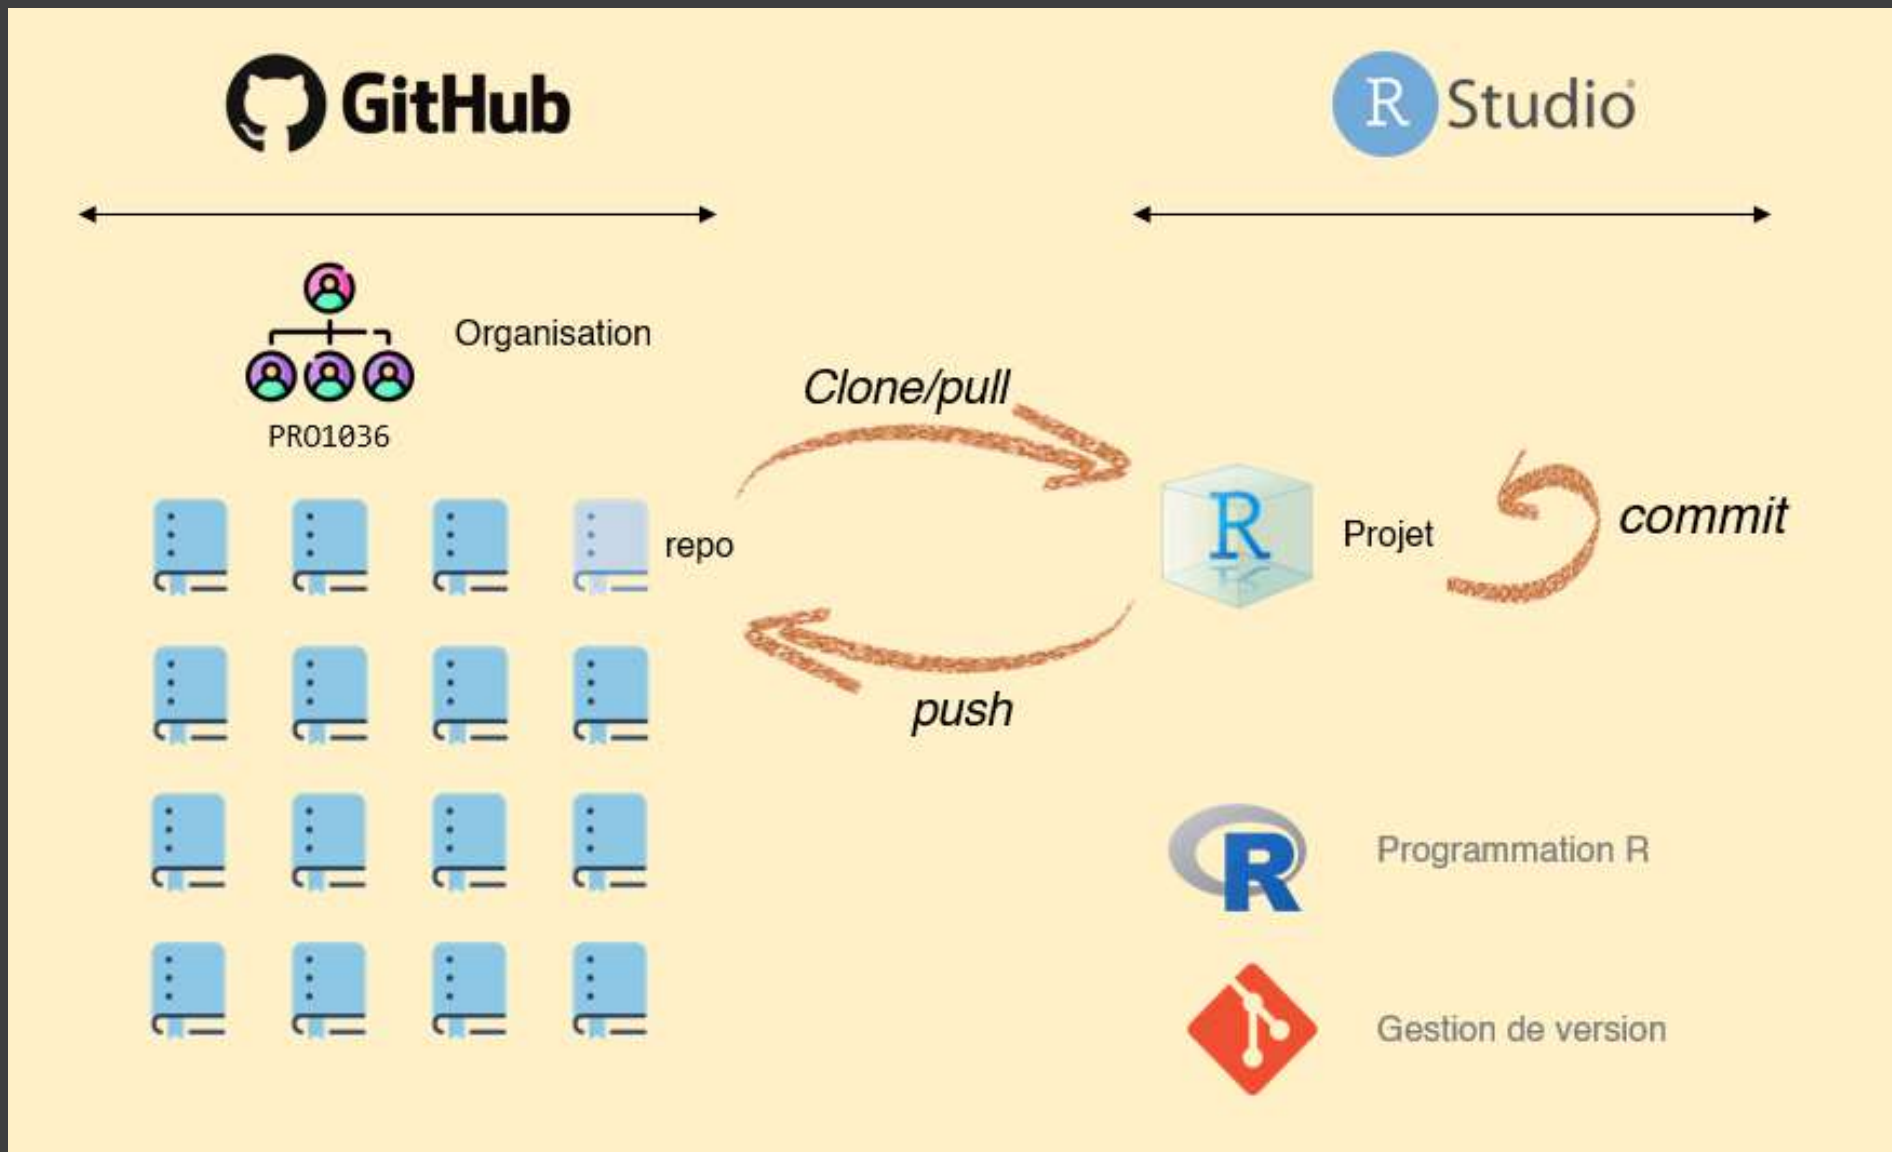 GitHub
R Studio
Organisation
PRO1036
repo
Clone/pull
push
R
Projet
commit
R
Programmation R
Gestion de version